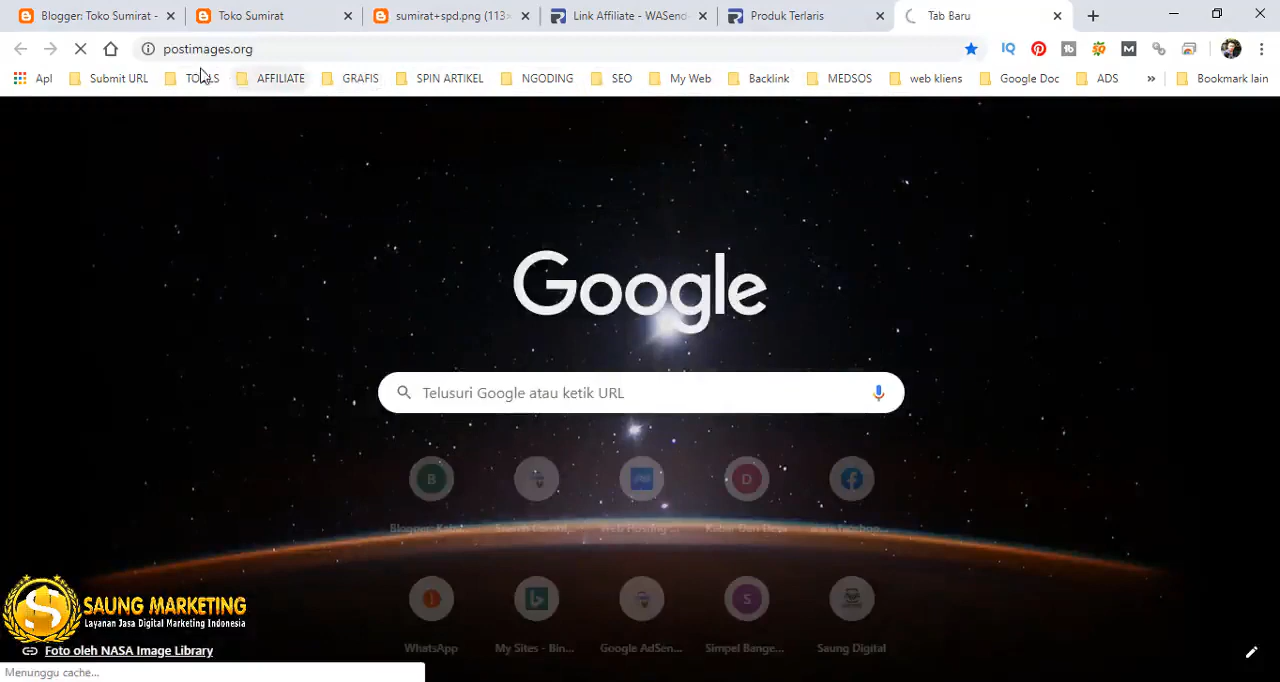 Blogger: Toko Sumirat -
Toko Sumirat
sumirat+spd.png (113
Link Affiliate - WASend
Produk Terlaris
Tab Baru
postimages.org
Apl
Submit URL
TOOLS
AFFILIATE
GRAFIS
SPIN ARTIKEL
NGODING
SEO
My Web
Backlink
MEDSOS
web kliens
Google Doc
ADS
»
Bookmark lain
Google
Telusuri Google atau ketik URL
WhatsApp
My Sites - Bin...
Google AdSen...
Simpel Bange...
Saung Digital
SAUNG MARKETING
Layanan Jasa Digital Marketing Indonesia
Foto oleh NASA Image Library
Menunggu cache...